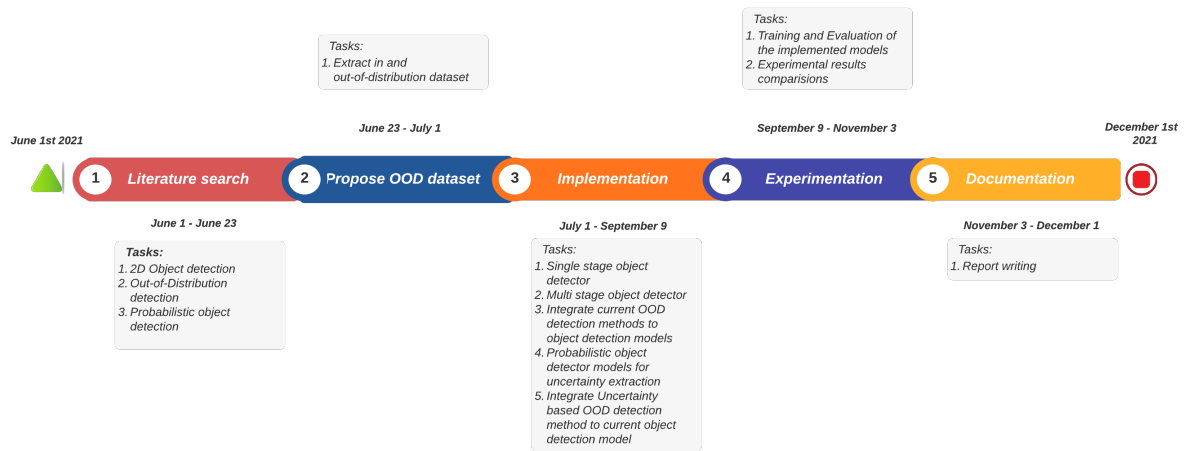 June 1st 2021
1
Literature search
June 1 - June 23
Tasks:
1. 2D Object detection
2. Out-of-Distribution
detection
3. Probabilistic object
detection
Tasks:
1. Extract in and
out-of-distribution dataset
June 23 - July 1
2
Propose OOD dataset
3
Implementation
July 1 - September 9
Tasks:
1. Single stage object
detector
2. Multi stage object detector
3. Integrate current OOD
detection methods to
object detection models
4. Probabilistic object
detector models for
uncertainty extraction
5. Integrate Uncertainty
based OOD detection
method to current object
detection model
Tasks:
1. Training and Evaluation of
the implemented models
2. Experimental results
comparisions
September 9 - November 3
4
Experimentation
5
Documentation
November 3 - December 1
Tasks:
1. Report writing
December 1st
2021